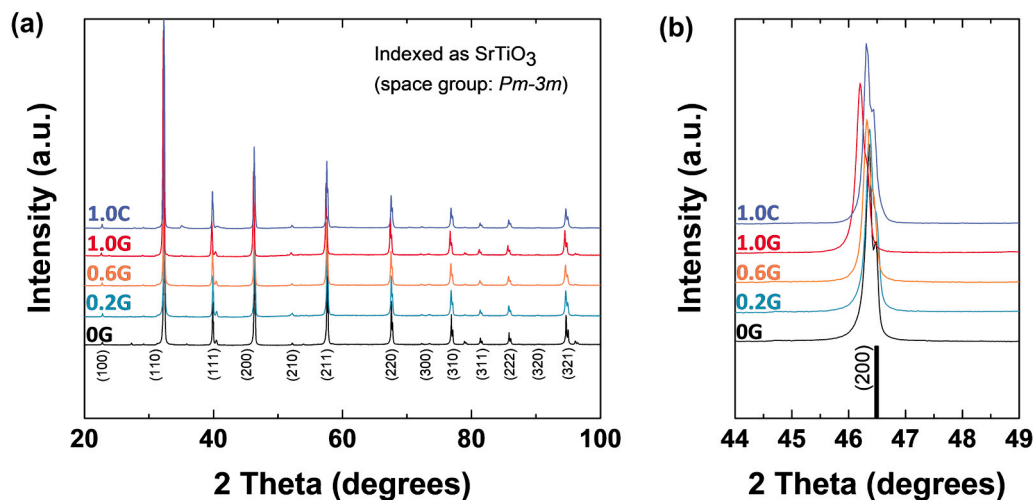 (a)
Intensity (a.u.)
Indexed as SrTiO3
(space group: Pm-3m)
1.0C
1.0G
0.6G
0.2G
0G
(100)
(110)
(111)
(200)
(210)
(211)
(220)
(300)
(310)
(311)
(222)
(320)
(321)
20 40 60 80 100
2 Theta (degrees)
(b)
Intensity (a.u.)
1.0C
1.0G
0.6G
0.2G
0G
(200)
44 45 46 47 48 49
2 Theta (degrees)